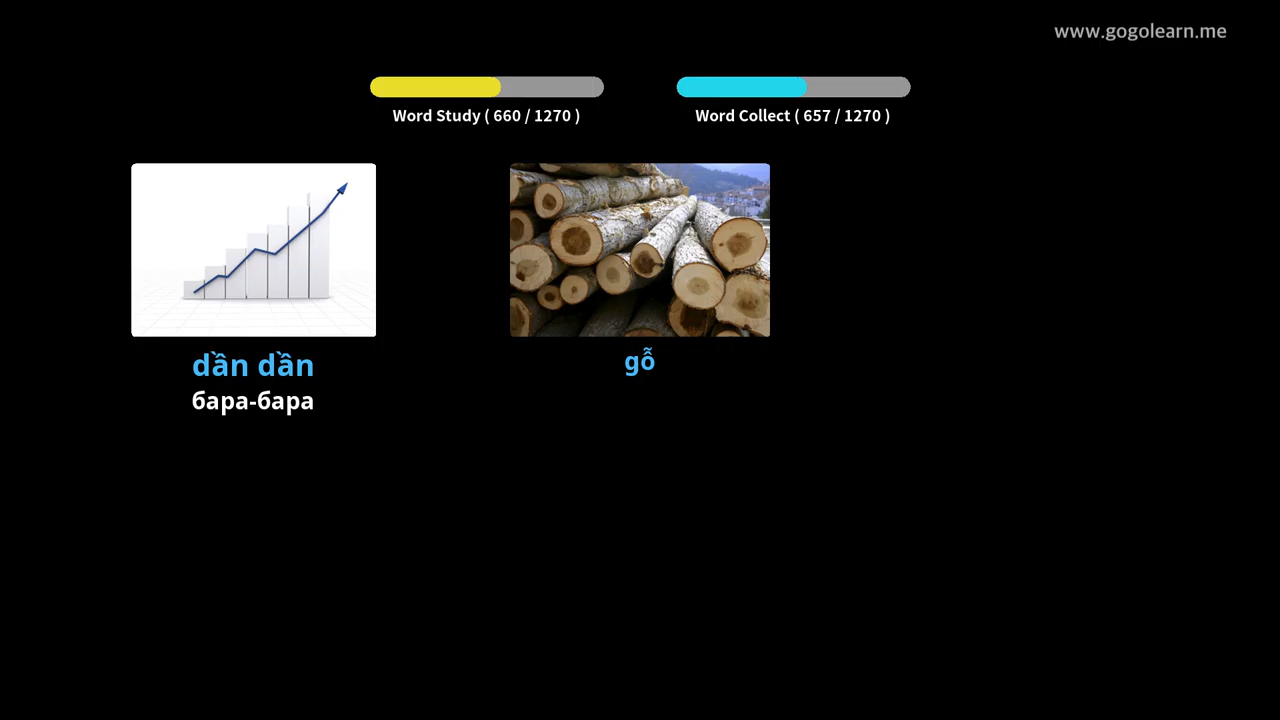 www.gogolearn.me
Word Study ( 660 / 1270 )
Word Collect ( 657 / 1270 )
dần dần
бара-бара
gỗ